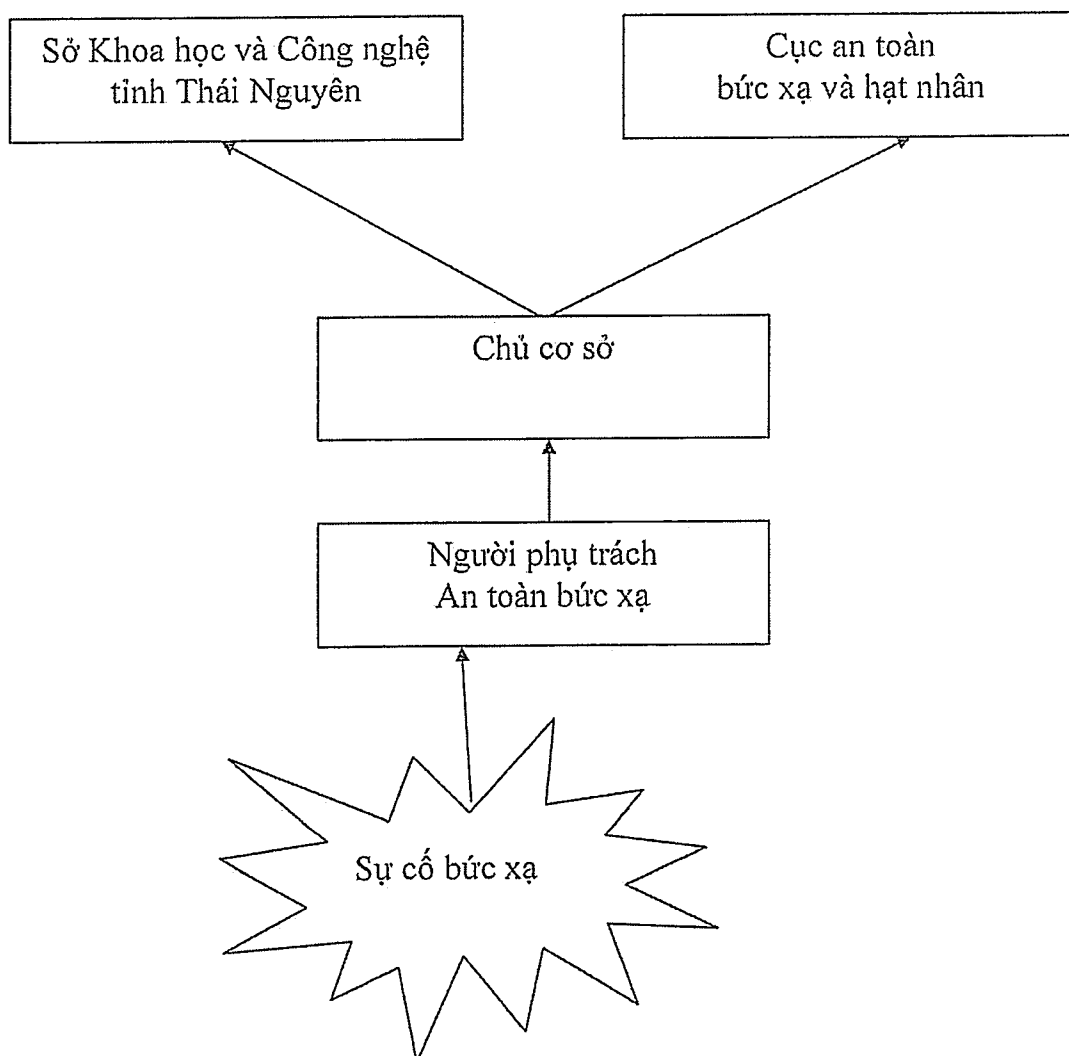 Sở Khoa học và Công nghệ
tỉnh Thái Nguyên
Cục an toàn
bức xạ và hạt nhân
Chủ cơ sở
Người phụ trách
An toàn bức xạ
Sự cố bức xạ